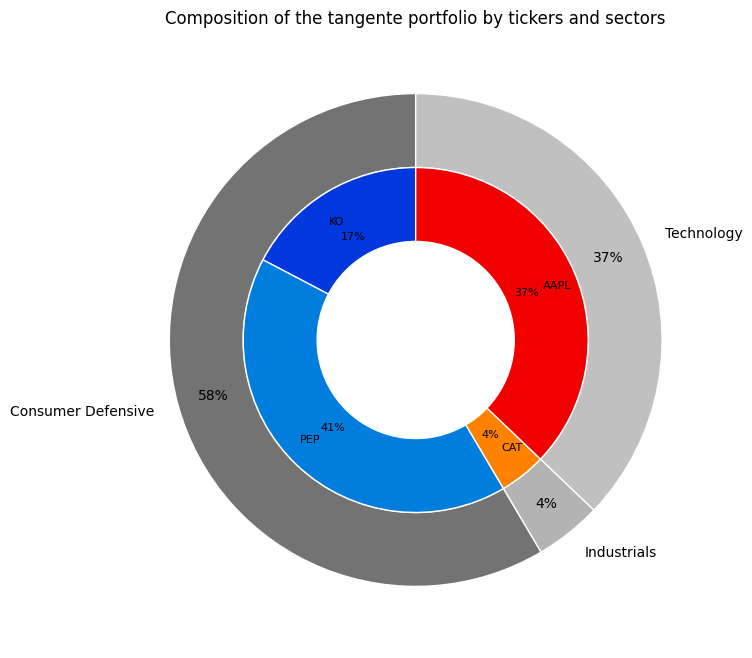 Composition of the tangente portfolio by tickers and sectors
KO
17%
Technology
37%
37%
AAPL
58%
Consumer Defensive
41%
PEP
4%
CAT
4%
Industrials